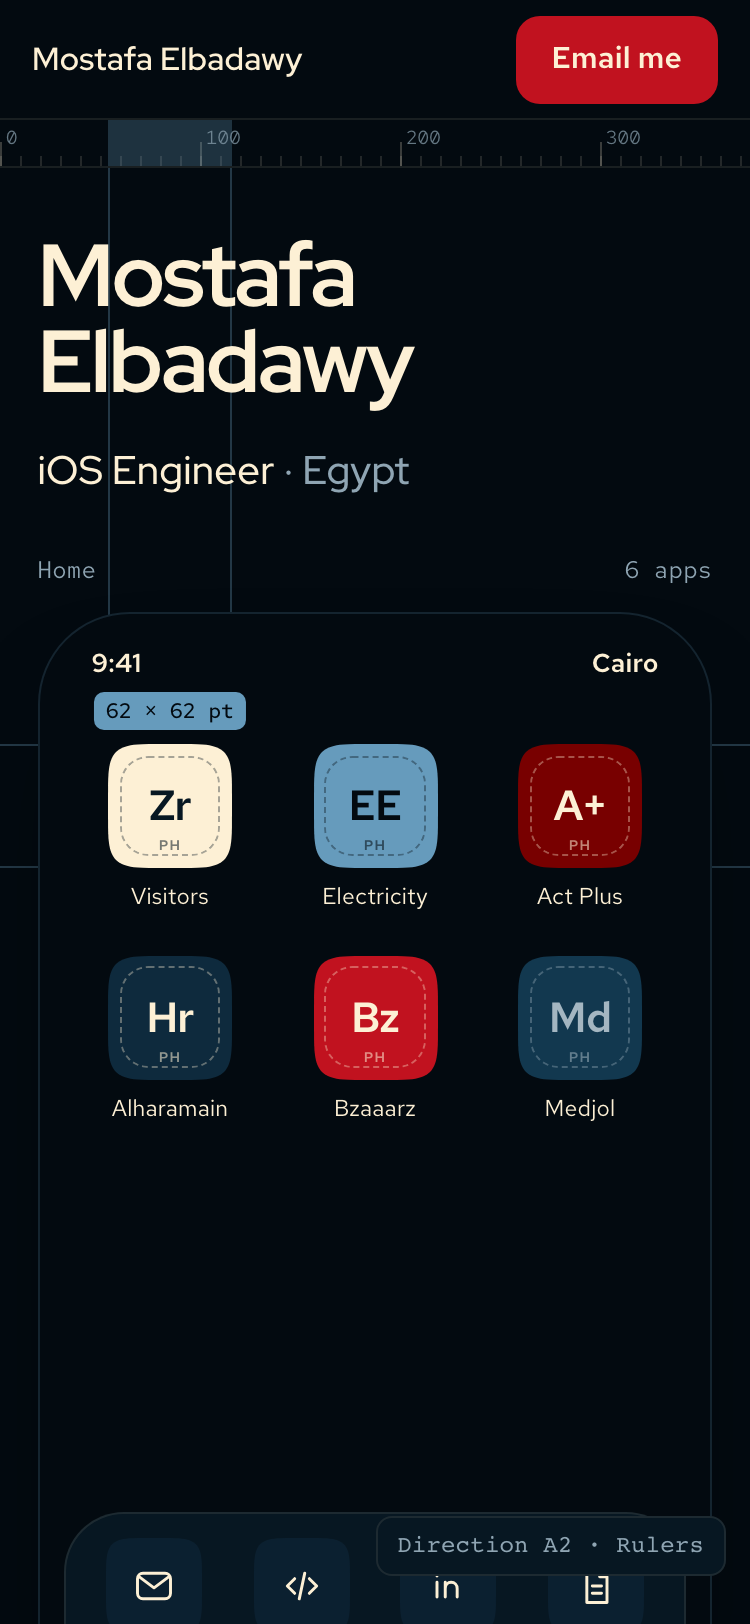 Mostafa Elbadawy
Email me
0 100 200 300
Mostafa
Elbadawy
iOS Engineer · Egypt
Home
6 apps
9:41
Cairo
62 × 62 pt
Zr
PH
EE
PH
A+
PH
Visitors
Electricity
Act Plus
Hr
PH
Bz
PH
Md
PH
Alharamain
Bzaaarz
Medjol
Direction A2 · Rulers
in